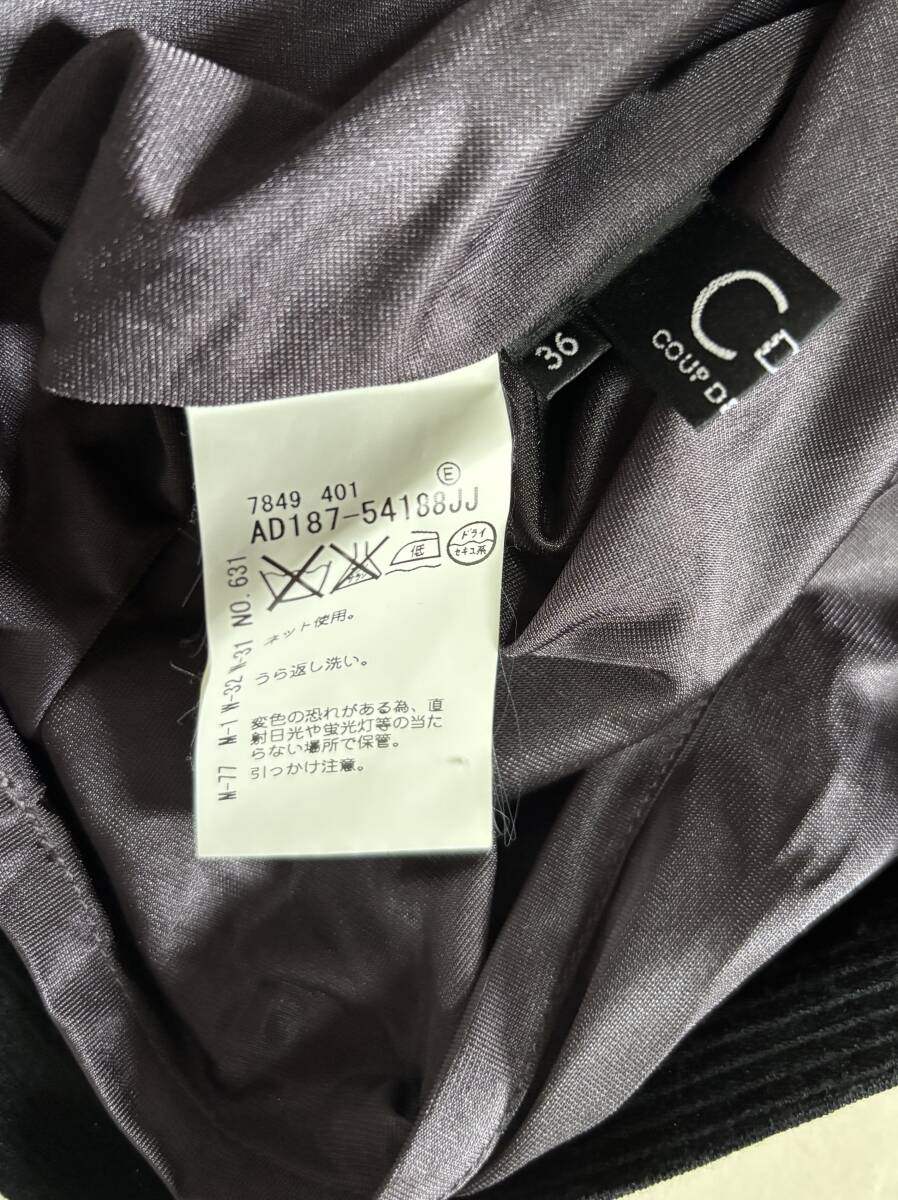 C
COUP DE
36
E
7849 401
AD187-54188JJ
低
ドライ
セキユ系
ネット使用。
うら返し洗い。
変色の恐れがある為、直
射日光や蛍光灯等の当た
らない場所で保管。
引っかけ注意。
M-77 M-1 W-32 W-31 NO. 631